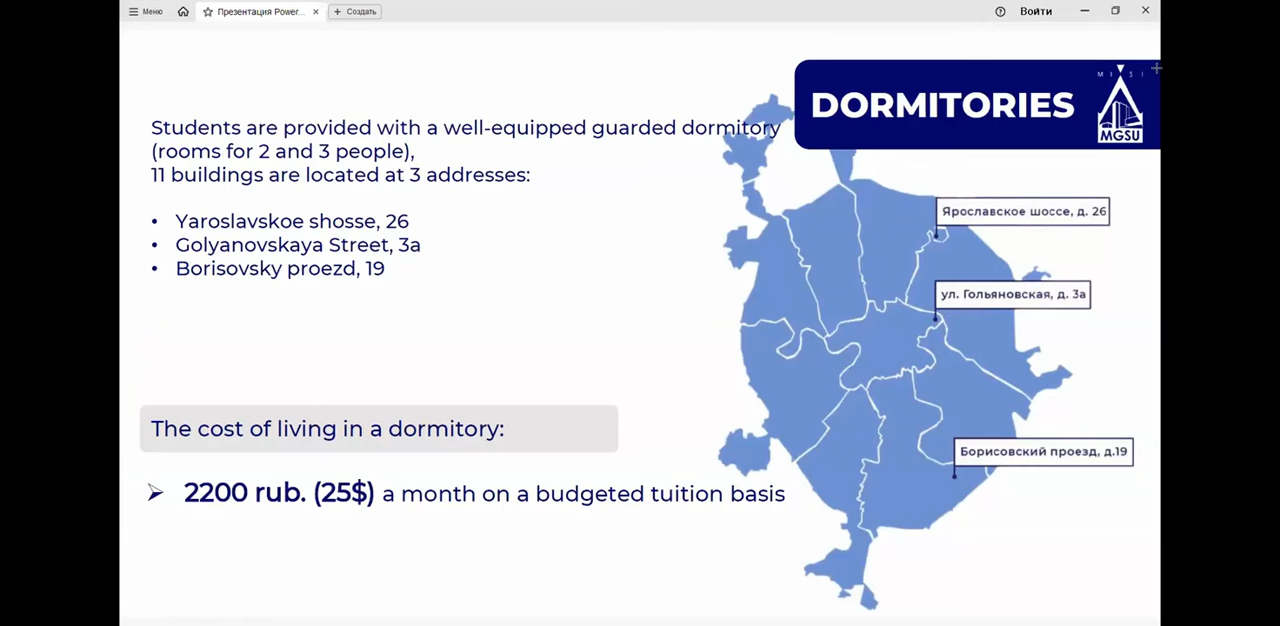 Меню
Презентация Power...
Создать
Войти
DORMITORIES
MGSU
Students are provided with a well-equipped guarded dormitory
(rooms for 2 and 3 people),
11 buildings are located at 3 addresses:
• Yaroslavskoe shosse, 26
• Golyanovskaya Street, 3a
• Borisovsky proezd, 19
Ярославское шоссе, д. 26
ул. Гольяновская, д. 3а
Борисовский проезд, д.19
The cost of living in a dormitory:
➢ 2200 rub. (25$) a month on a budgeted tuition basis